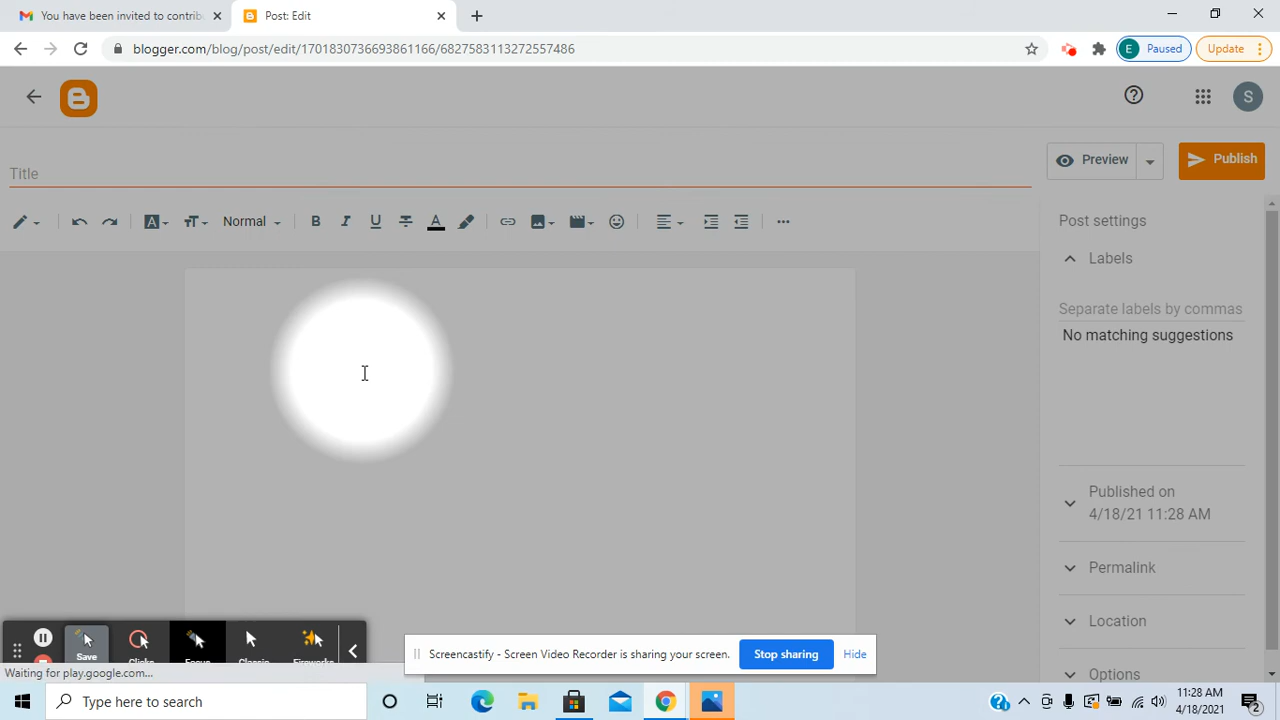 You have been invited to contrib
Post: Edit
blogger.com/blog/post/edit/1701830736693861166/6827583113272557486
E Paused
Update
S
Title
Preview
Publish
Normal
B I U A
Post settings
Labels
Separate labels by commas
No matching suggestions
Published on
4/18/21 11:28 AM
Permalink
Location
Options
Save
Clicks
Focus
Classic
Fireworks
Screencastify - Screen Video Recorder is sharing your screen.
Stop sharing
Hide
Waiting for play.google.com...
Type here to search
11:28 AM
4/18/2021
2